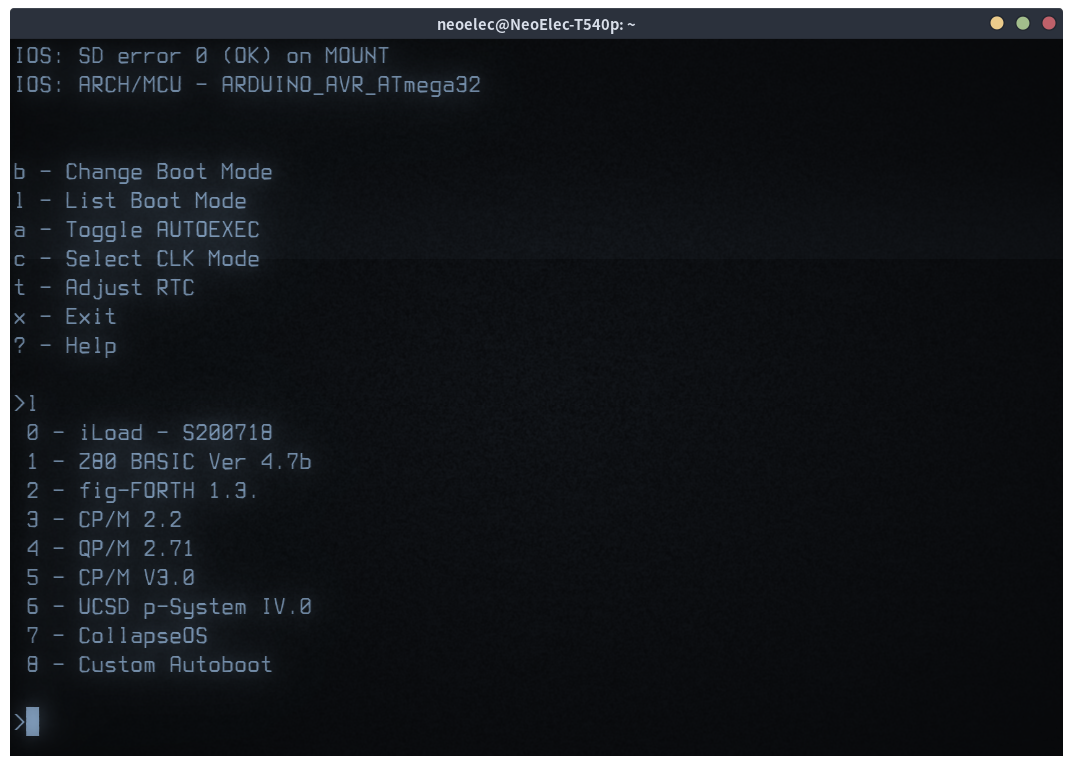 neoelec@NeoElec-T540p: ~
IOS: SD error 0 (OK) on MOUNT
IOS: ARCH/MCU - ARDUINO_AVR_ATmega32
b - Change Boot Mode
l - List Boot Mode
a - Toggle AUTOEXEC
c - Select CLK Mode
t - Adjust RTC
x - Exit
? - Help
>l
0 - iLoad - S200718
1 - Z80 BASIC Ver 4.7b
2 - fig-FORTH 1.3.
3 - CP/M 2.2
4 - QP/M 2.71
5 - CP/M V3.0
6 - UCSD p-System IV.0
7 - CollapseOS
8 - Custom Autoboot
>